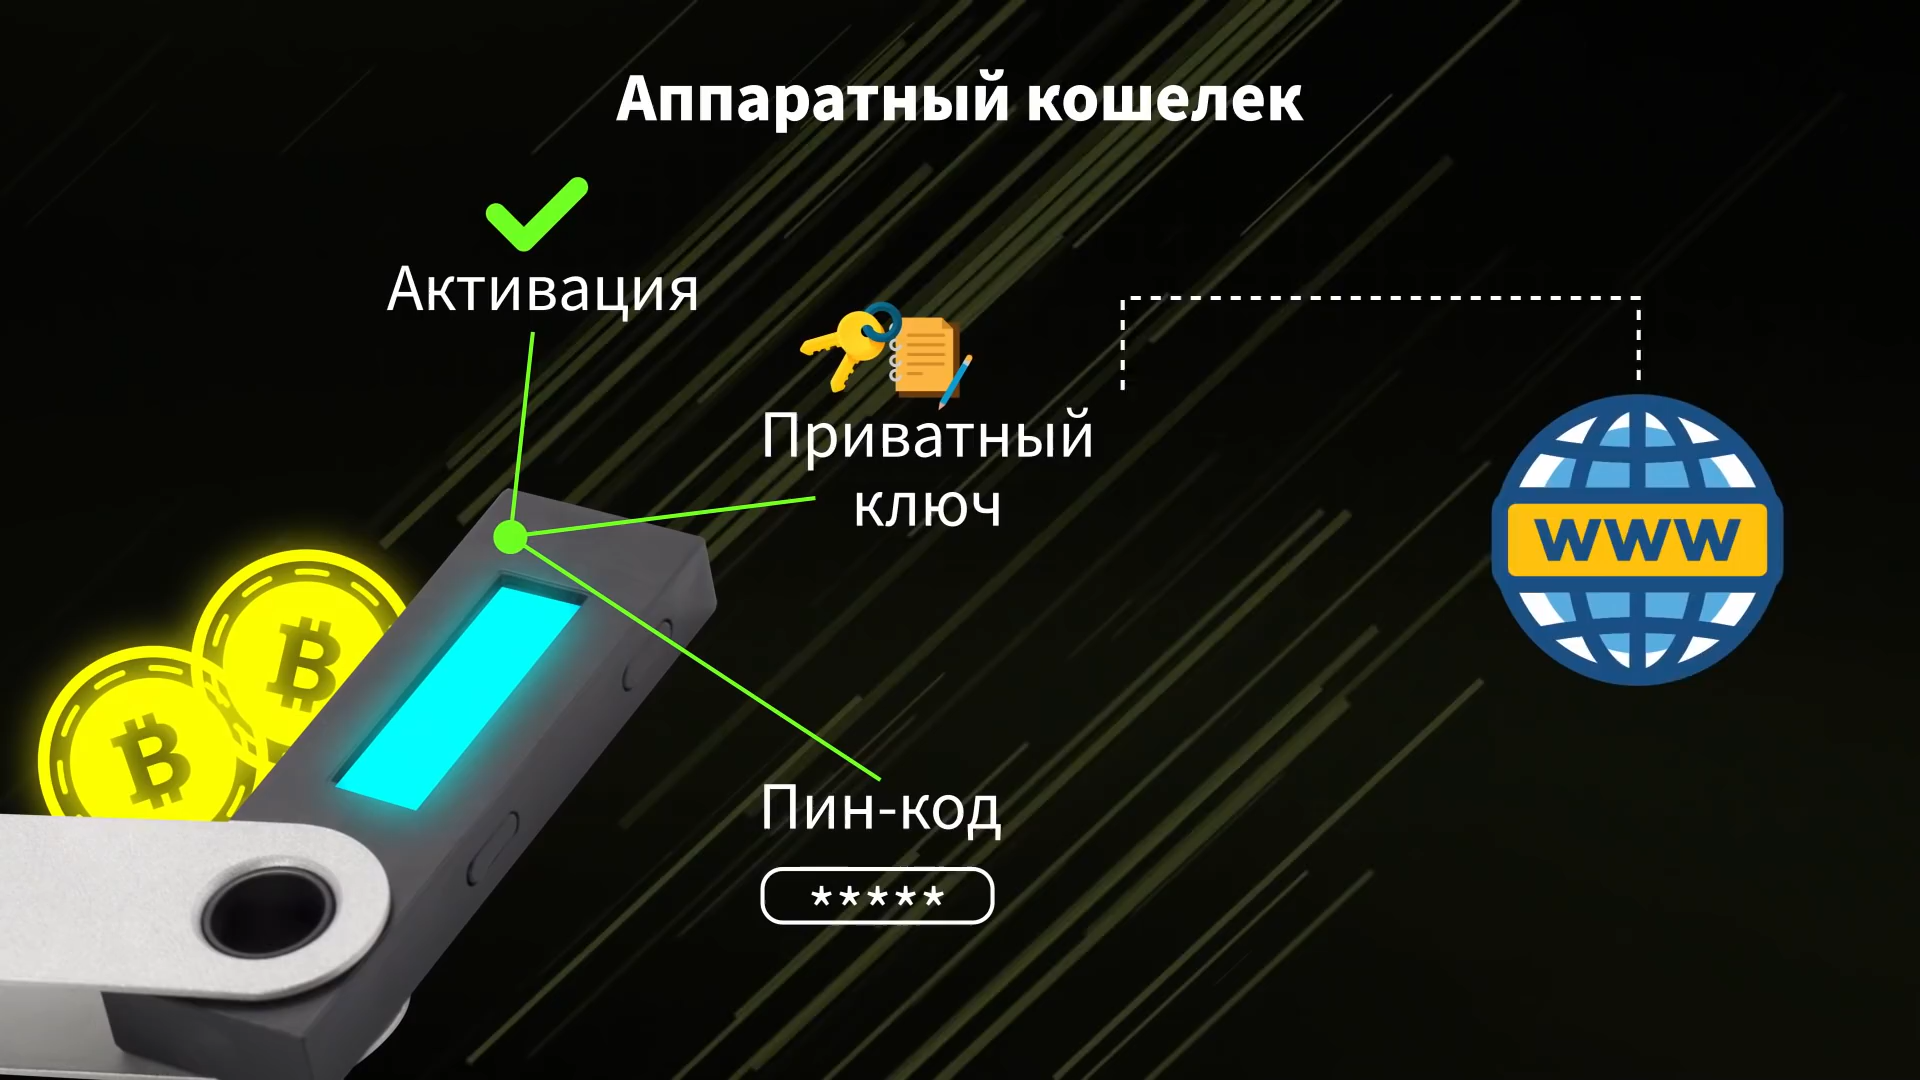 Аппаратный кошелек
Активация
Приватный
ключ
www
Пин-код
*****